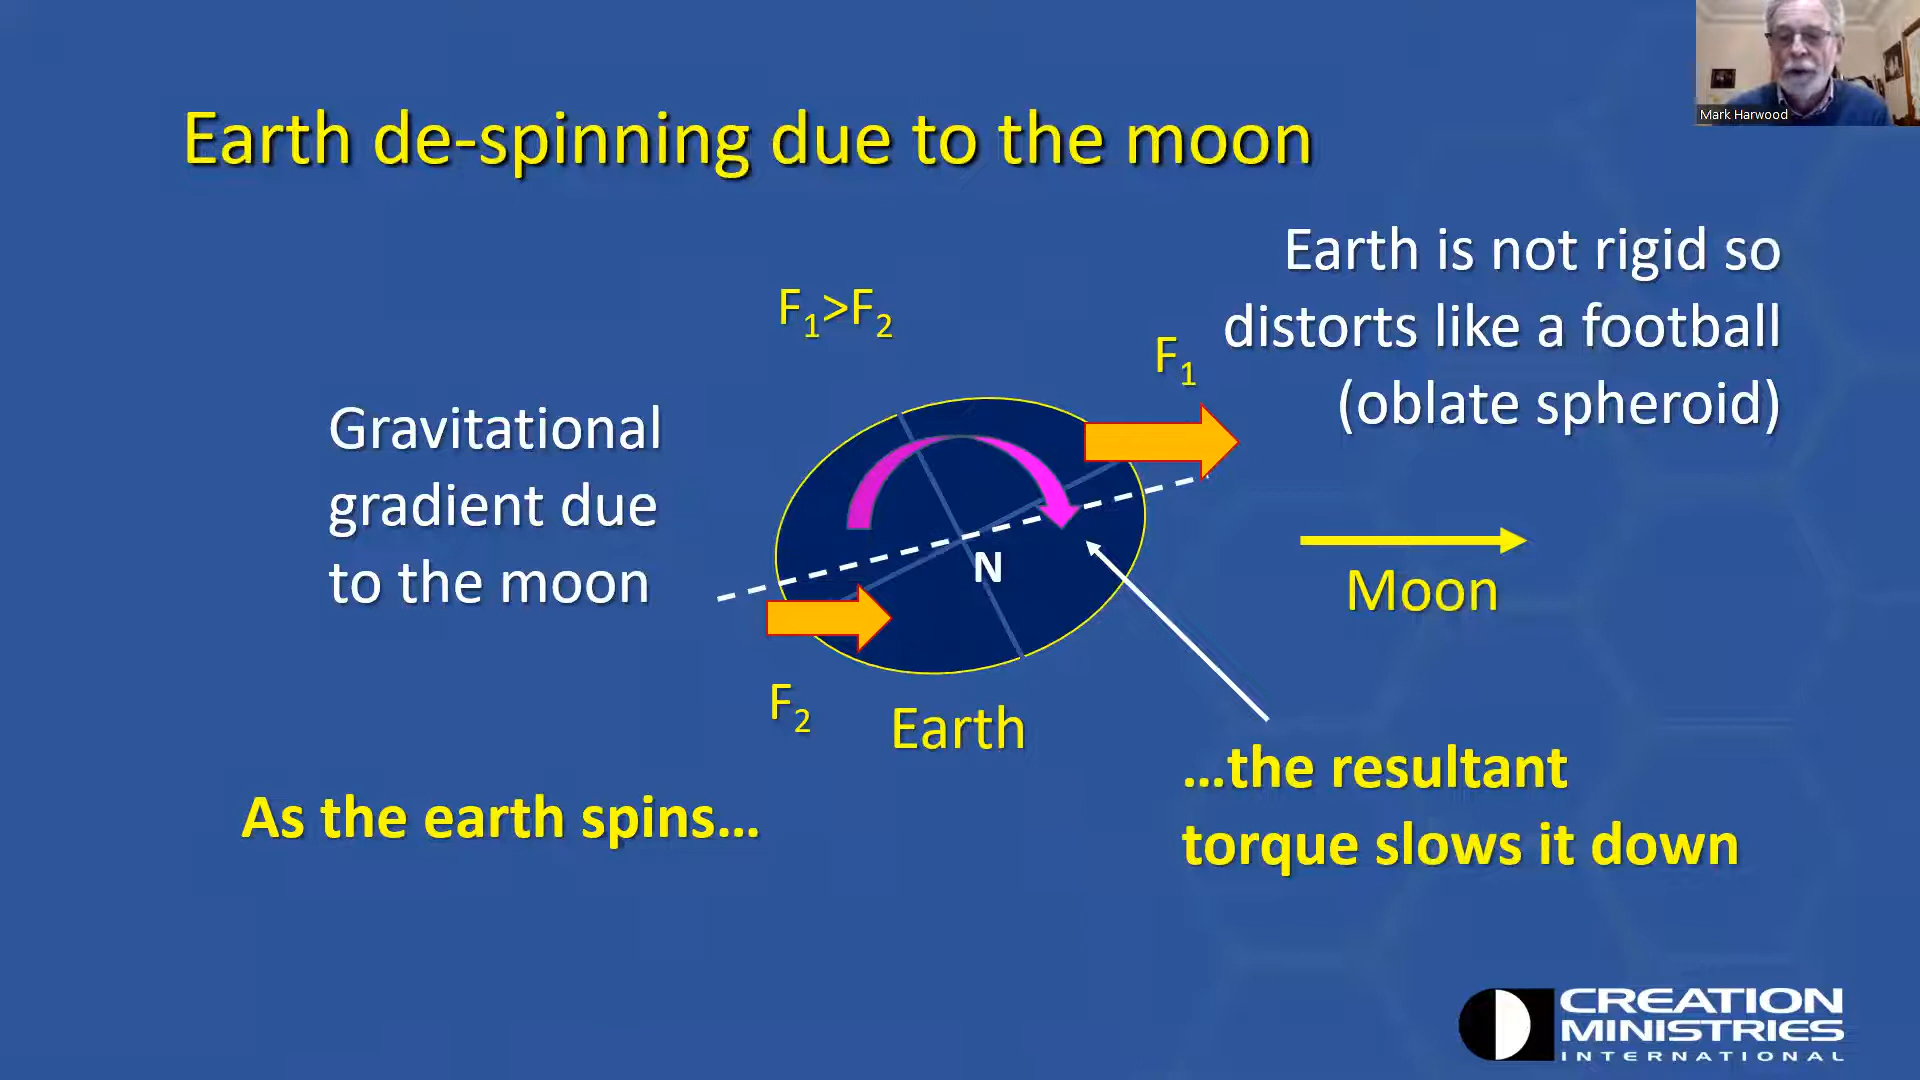 Mark Harwood
Earth de-spinning due to the moon
Earth is not rigid so
distorts like a football
(oblate spheroid)
F₁>F₂
F₁
Gravitational
gradient due
to the moon
N
Moon
F₂
Earth
As the earth spins...
...the resultant
torque slows it down
CREATION
MINISTRIES
INTERNATIONAL